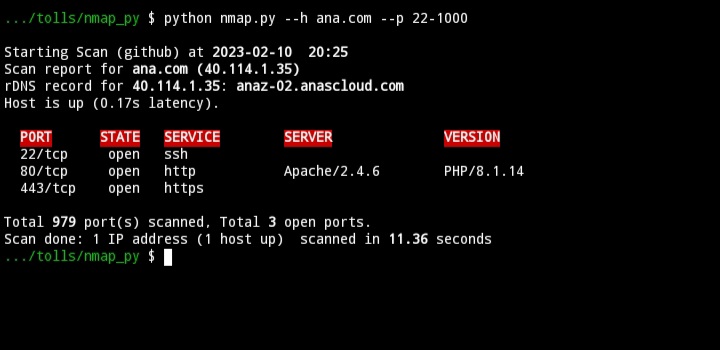 .../tolls/nmap_py $ python nmap.py --h ana.com --p 22-1000
Starting Scan (github) at 2023-02-10  20:25
Scan report for ana.com (40.114.1.35)
rDNS record for 40.114.1.35: anaz-02.anascloud.com
Host is up (0.17s latency).
PORT STATE SERVICE SERVER VERSION
22/tcp open ssh
80/tcp open http Apache/2.4.6 PHP/8.1.14
443/tcp open https
Total 979 port(s) scanned, Total 3 open ports.
Scan done: 1 IP address (1 host up)  scanned in 11.36 seconds
.../tolls/nmap_py $